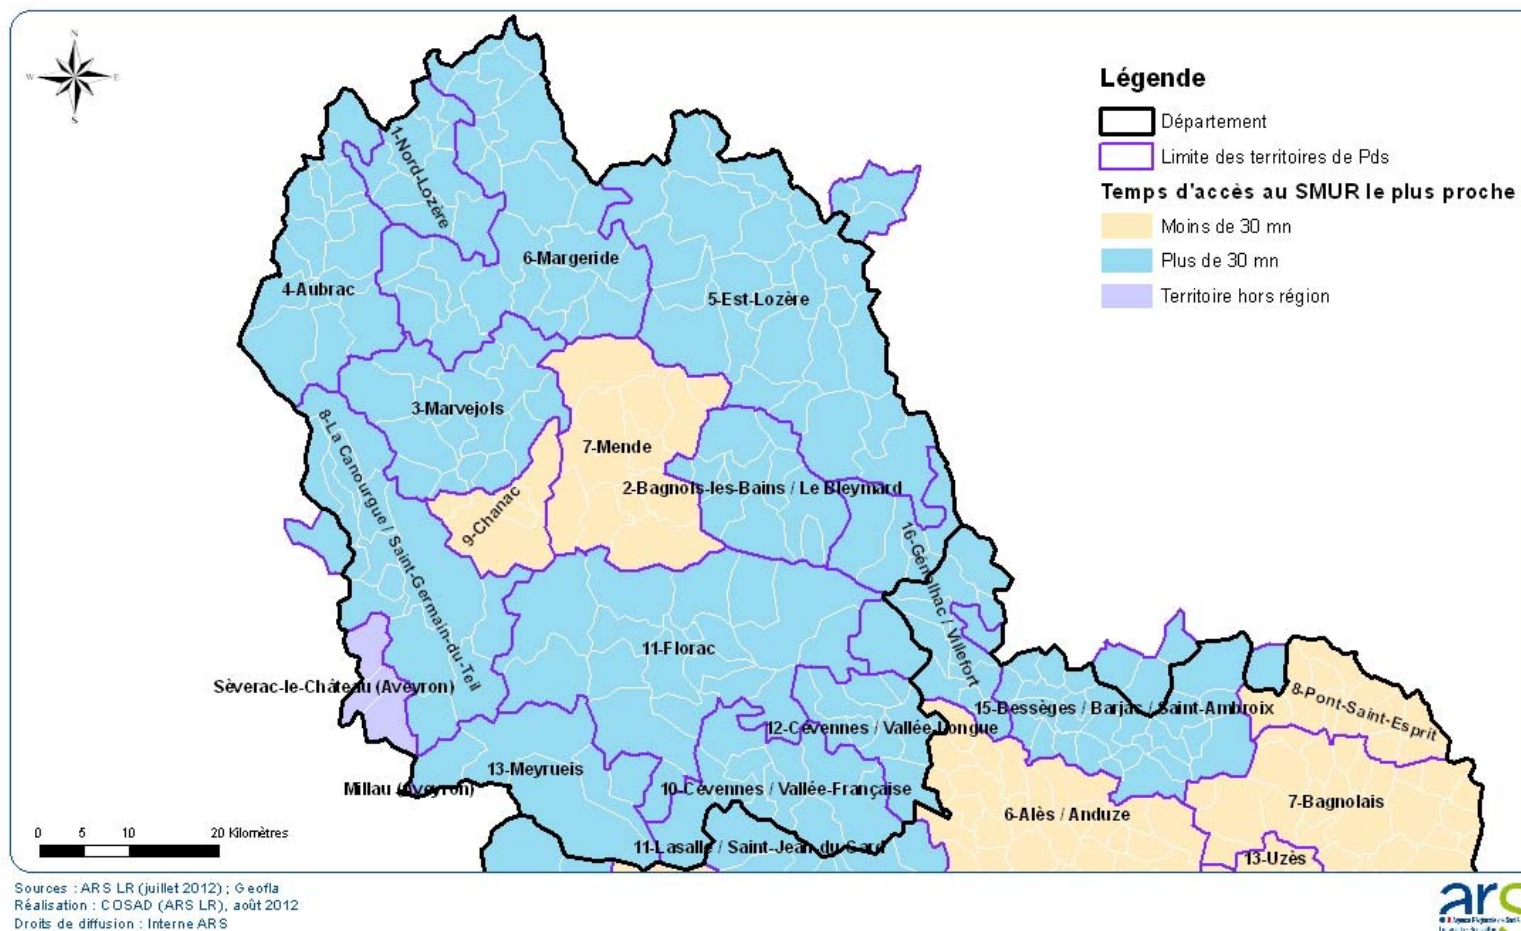 N
W
E
S
Légende
Département
Limite des territoires de Pds
Temps d'accès au SMUR le plus proche
Moins de 30 mn
Plus de 30 mn
Territoire hors région
1-Nord-Lozère
6-Margeride
4-Aubrac
5-Est-Lozère
3-Marvejols
8-La Canourgue / Saint-Germain-du-Teil
7-Mende
2-Bagnols-les-Bains / Le Bleymard
9-Chanac
16-Génolhac / Villefort
11-Florac
Sèverac-le-Château (Aveyron)
15-Bessèges / Barjac / Saint-Ambroix
8-Pont-Saint-Esprit
12-Cévennes / Vallée-Longue
13-Meyrueis
Millau (Aveyron)
10-Cévennes / Vallée-Française
7-Bagnolais
6-Alès / Anduze
11-Lasalle / Saint-Jean-du-Gard
13-Uzès
0 5 10 20 Kilomètres
Sources : ARS LR (juillet 2012) ; Geofla
Réalisation : COSAD (ARS LR), août 2012
Droits de diffusion : Interne ARS